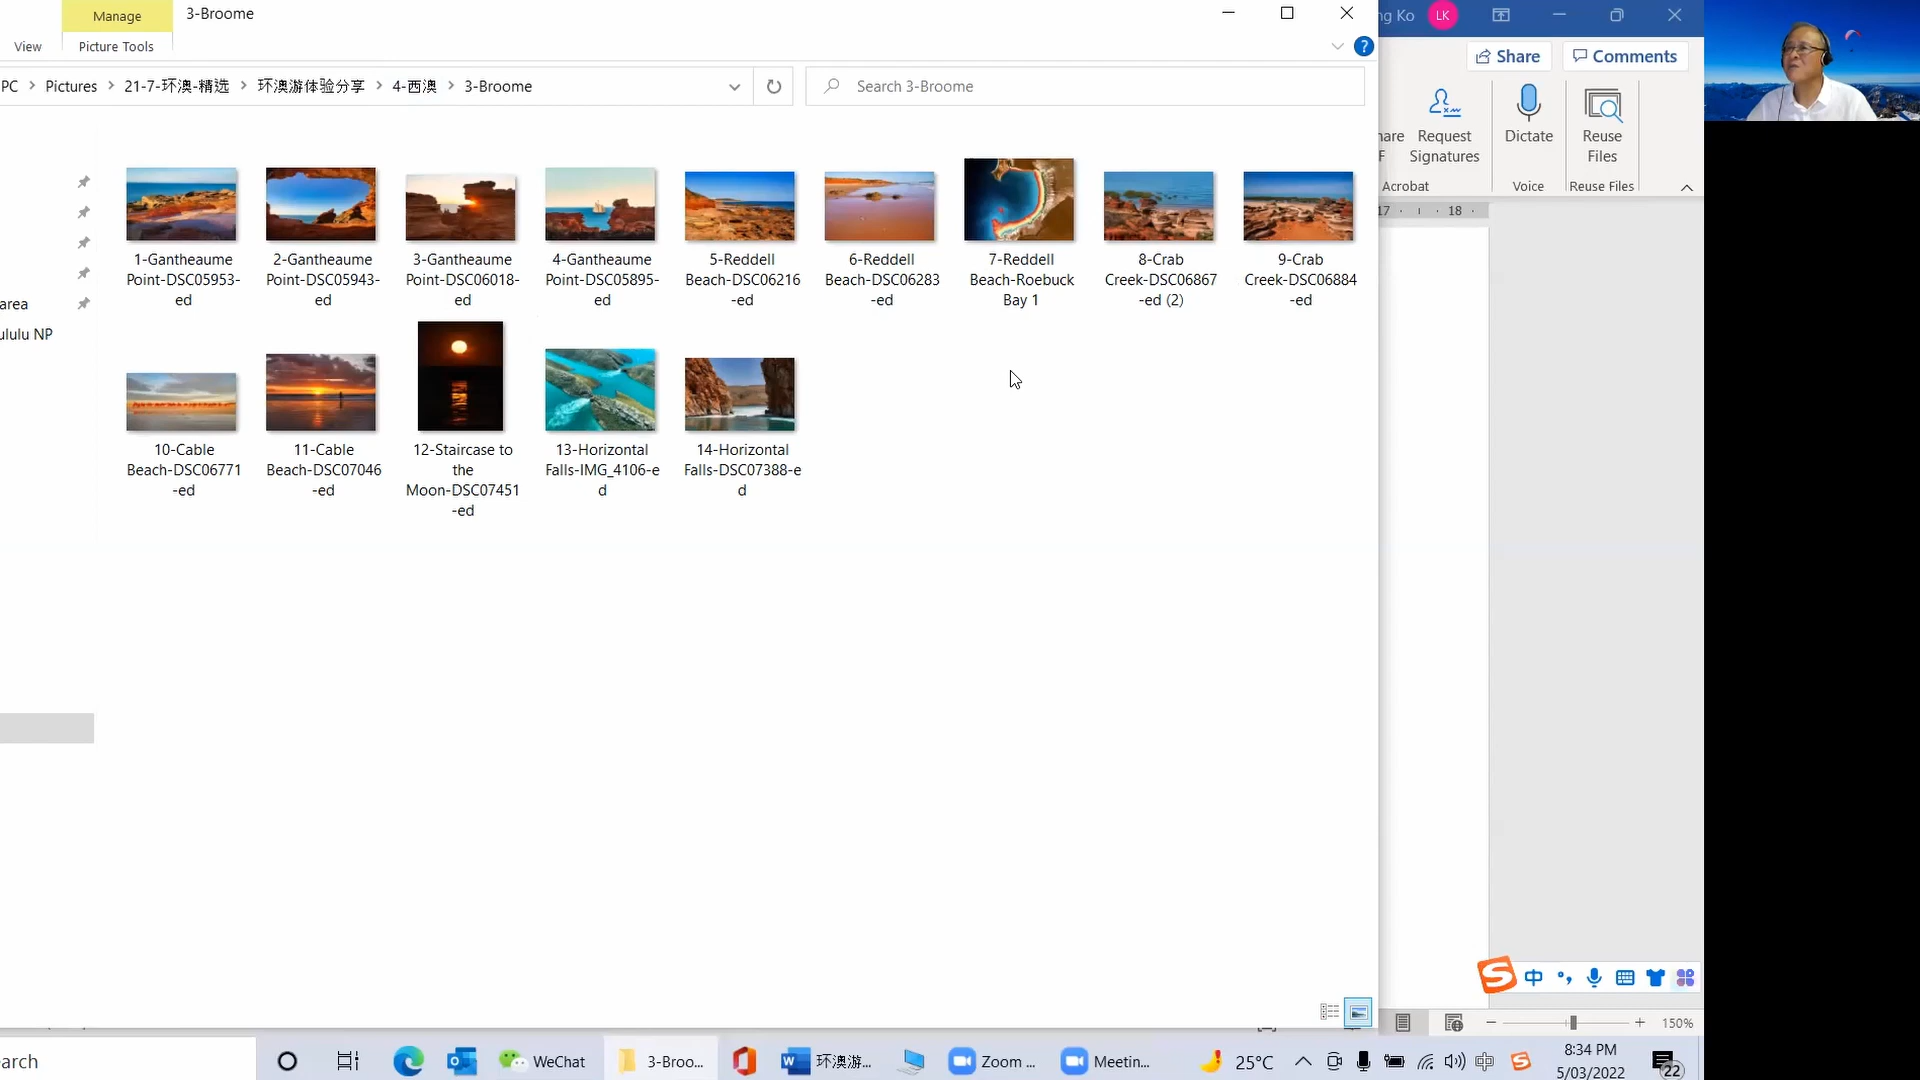 Manage
3-Broome
View
Picture Tools
PC
Pictures
21-7-环澳-精选
环澳游体验分享
4-西澳
3-Broome
Search 3-Broome
1-Gantheaume
Point-DSC05953-
ed
2-Gantheaume
Point-DSC05943-
ed
3-Gantheaume
Point-DSC06018-
ed
4-Gantheaume
Point-DSC05895-
ed
5-Reddell
Beach-DSC06216
-ed
6-Reddell
Beach-DSC06283
-ed
7-Reddell
Beach-Roebuck
Bay 1
8-Crab
Creek-DSC06867
-ed (2)
9-Crab
Creek-DSC06884
-ed
area
ululu NP
10-Cable
Beach-DSC06771
-ed
11-Cable
Beach-DSC07046
-ed
12-Staircase to
the
Moon-DSC07451
-ed
13-Horizontal
Falls-IMG_4106-e
d
14-Horizontal
Falls-DSC07388-e
d
ng Ko
LK
Share
Comments
hare
F
Request
Signatures
Dictate
Reuse
Files
Acrobat
Voice
Reuse Files
17
18
中
150%
arch
WeChat
3-Broo...
环澳游...
Zoom ...
Meetin...
25°C
8:34 PM
5/03/2022
22